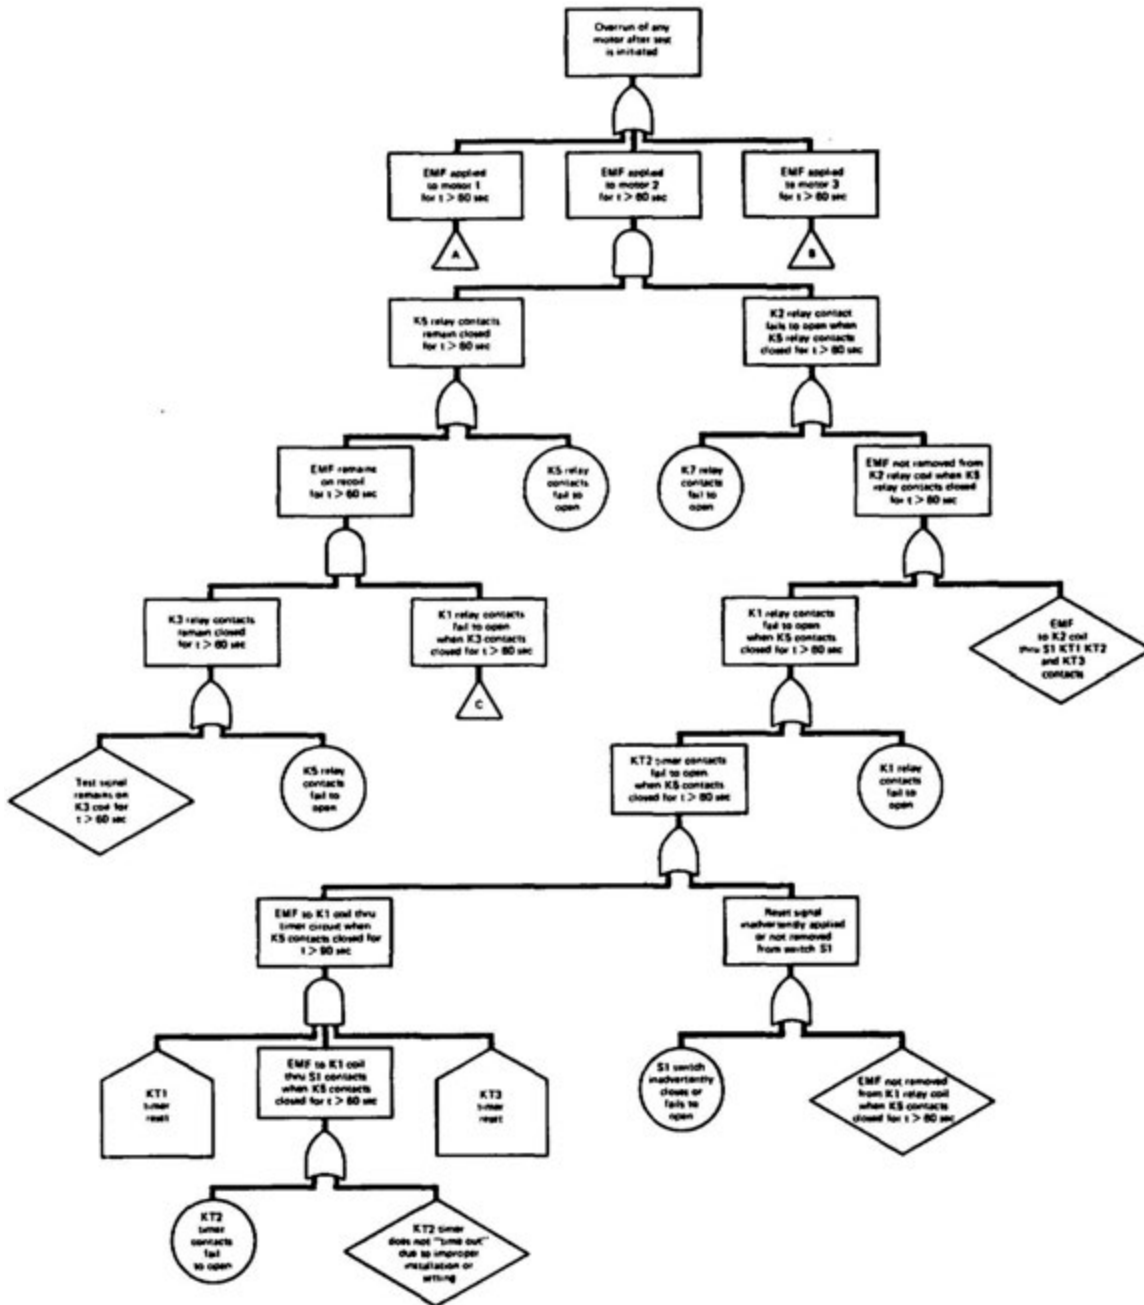 Overrun of any
motor after test
is initiated
EMF applied
to motor 1
for t > 60 sec
EMF applied
to motor 2
for t > 60 sec
EMF applied
to motor 3
for t > 60 sec
A
B
K5 relay contacts
remain closed
for t > 60 sec
K2 relay contact
fails to open when
K5 relay contacts
closed for t > 60 sec
EMF remains
on recoil
for t > 60 sec
K5 relay
contacts
fail to
open
K7 relay
contacts
fail to
open
EMF not removed from
K2 relay coil when K5
relay contacts closed
for t > 60 sec
K3 relay contacts
remain closed
for t > 60 sec
K1 relay contacts
fail to open
when K3 contacts
closed for t > 60 sec
K1 relay contacts
fail to open
when K5 contacts
closed for t > 60 sec
EMF
to K2 coil
thru S1 KT1 KT2
and KT3
contacts
C
Test signal
remains on
K3 coil for
t > 60 sec
K5 relay
contacts
fail to
open
KT2 timer contacts
fail to open
when K5 contacts
closed for t > 60 sec
K1 relay
contacts
fail to
open
EMF to K1 coil thru
timer circuit when
K5 contacts closed for
t > 90 sec
Reset signal
inadvertently applied
or not removed
from switch S1
KT1
timer
reset
EMF to K1 coil
thru S1 contacts
when K5 contacts
closed for t > 60 sec
KT3
timer
reset
S1 switch
inadvertently
closes or
fails to
open
EMF not removed
from K1 relay coil
when K5 contacts
closed for t > 60 sec
KT2
timer
contacts
fail
to open
KT2 timer
does not "time out"
due to improper
installation or
setting